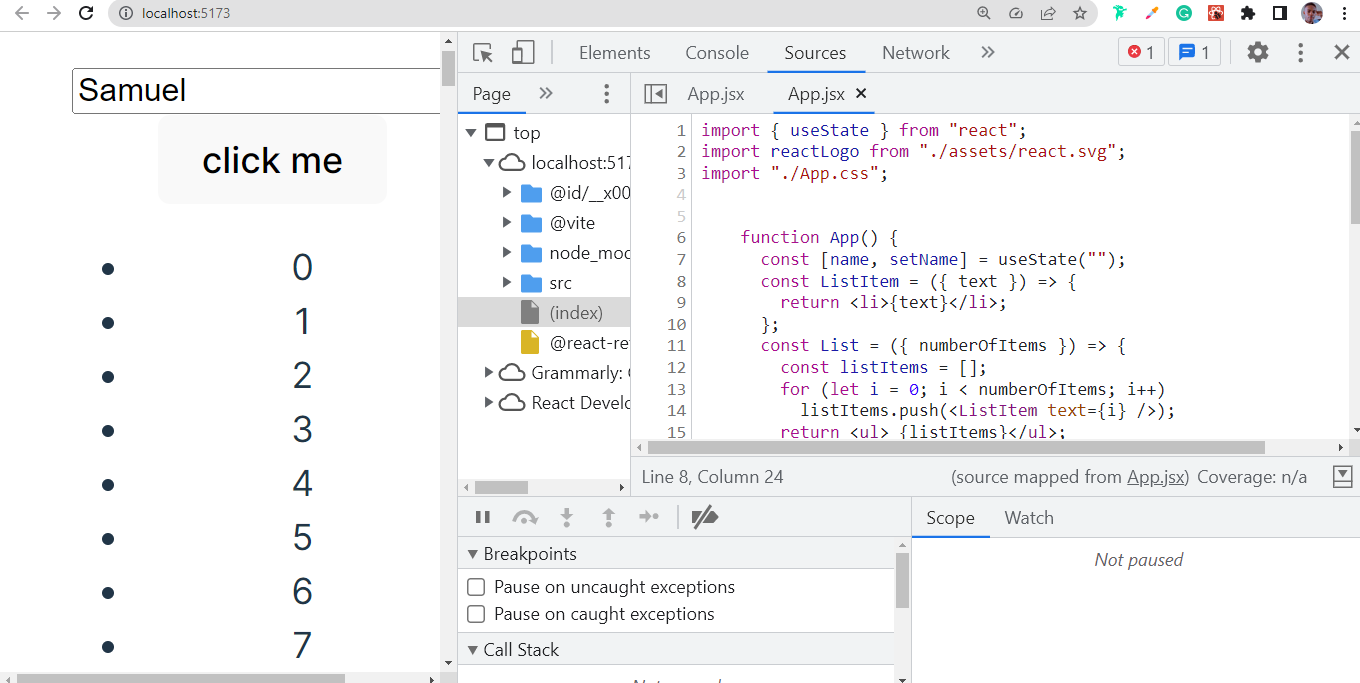 localhost:5173
Samuel
click me
0
1
2
3
4
5
6
7
Elements Console Sources Network » 1 1
Page »
App.jsx App.jsx ×
top
localhost:517
@id/__x00
@vite
node_mod
src
(index)
@react-re
Grammarly:
React Develo
1 import { useState } from "react";
2 import reactLogo from "./assets/react.svg";
3 import "./App.css";
4
5
6 function App() {
7 const [name, setName] = useState("");
8 const ListItem = ({ text }) => {
9 return <li>{text}</li>;
10 };
11 const List = ({ numberOfItems }) => {
12 const listItems = [];
13 for (let i = 0; i < numberOfItems; i++)
14 listItems.push(<ListItem text={i} />);
15 return <ul> {listItems}</ul>;
Line 8, Column 24 (source mapped from App.jsx) Coverage: n/a
Breakpoints
Pause on uncaught exceptions
Pause on caught exceptions
Call Stack
Scope Watch
Not paused